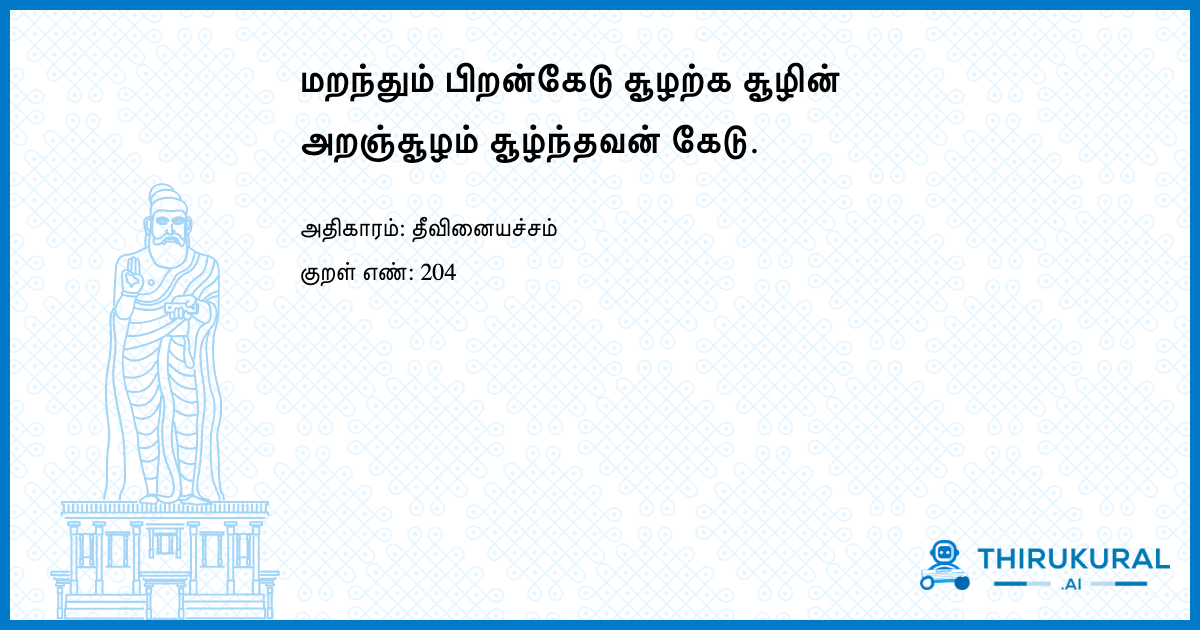 மறந்தும் பிறன்கேடு சூழற்க சூழின்
அறஞ்சூழம் சூழ்ந்தவன் கேடு.
அதிகாரம்: தீவினையச்சம்
குறள் எண்: 204
THIRUKURAL
.AI